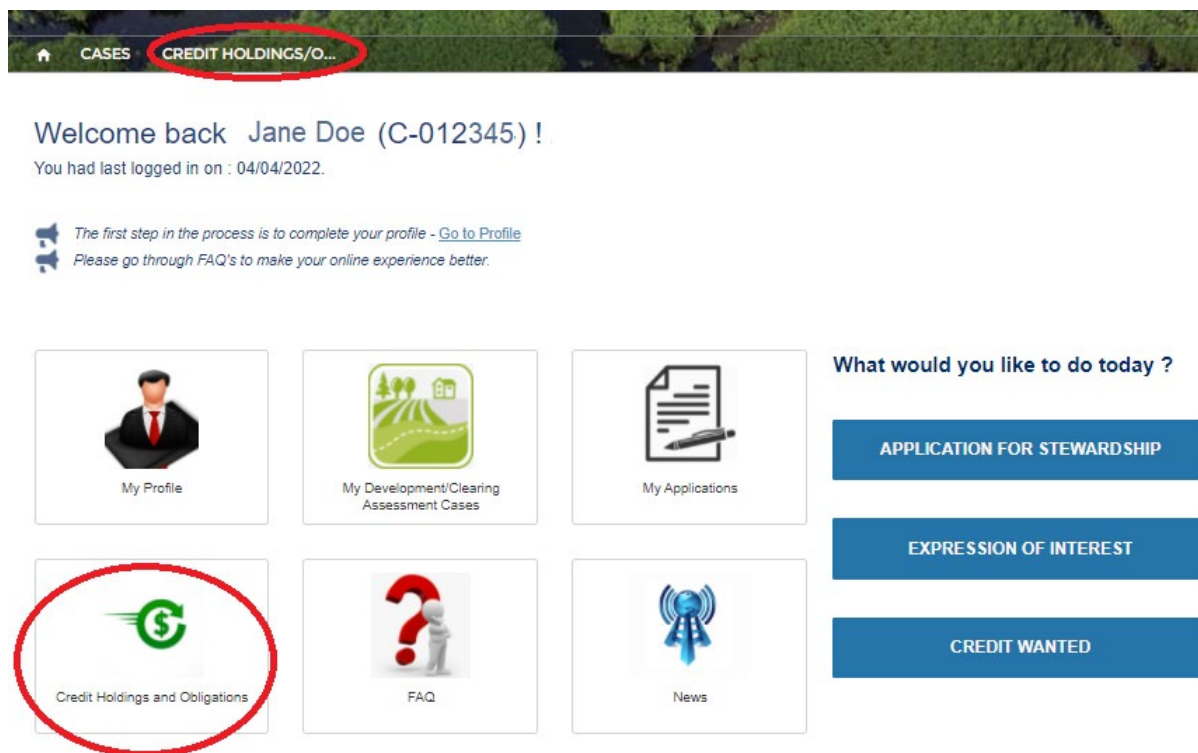 CASES CREDIT HOLDINGS/O...
Welcome back Jane Doe (C-012345) !
You had last logged in on : 04/04/2022.
The first step in the process is to complete your profile - Go to Profile
Please go through FAQ's to make your online experience better.
My Profile
My Development/Clearing
Assessment Cases
My Applications
Credit Holdings and Obligations
FAQ
News
What would you like to do today ?
APPLICATION FOR STEWARDSHIP
EXPRESSION OF INTEREST
CREDIT WANTED